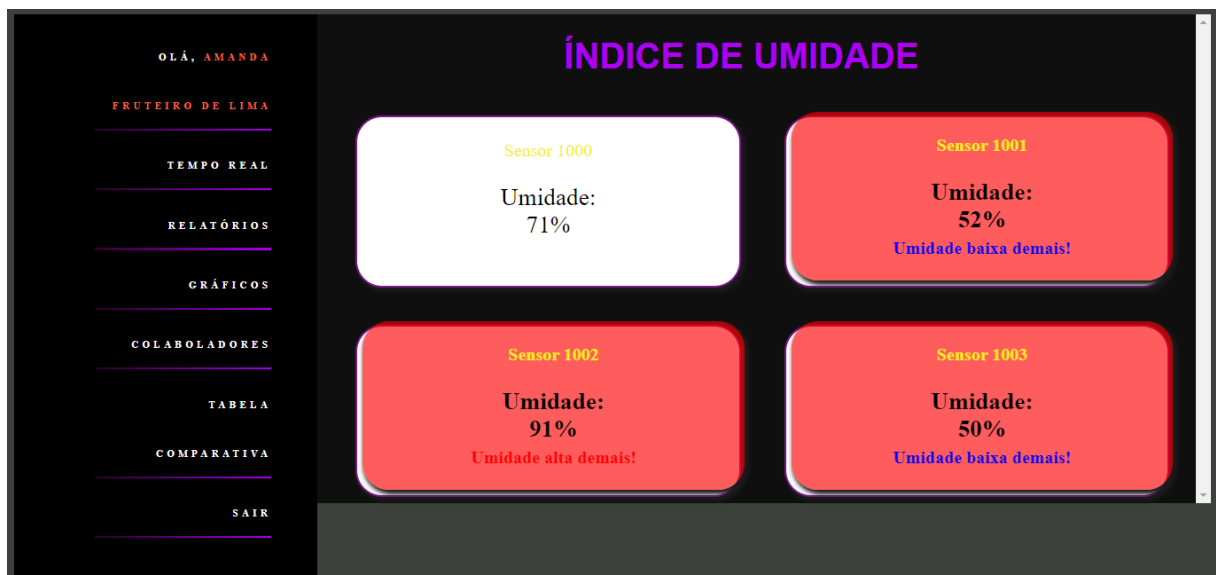 OLÁ, AMANDA
FRUTEIRO DE LIMA
TEMPO REAL
RELATÓRIOS
GRÁFICOS
COLABOLADORES
TABELA
COMPARATIVA
SAIR
ÍNDICE DE UMIDADE
Sensor 1000
Umidade:
71%
Sensor 1001
Umidade:
52%
Umidade baixa demais!
Sensor 1002
Umidade:
91%
Umidade alta demais!
Sensor 1003
Umidade:
50%
Umidade baixa demais!